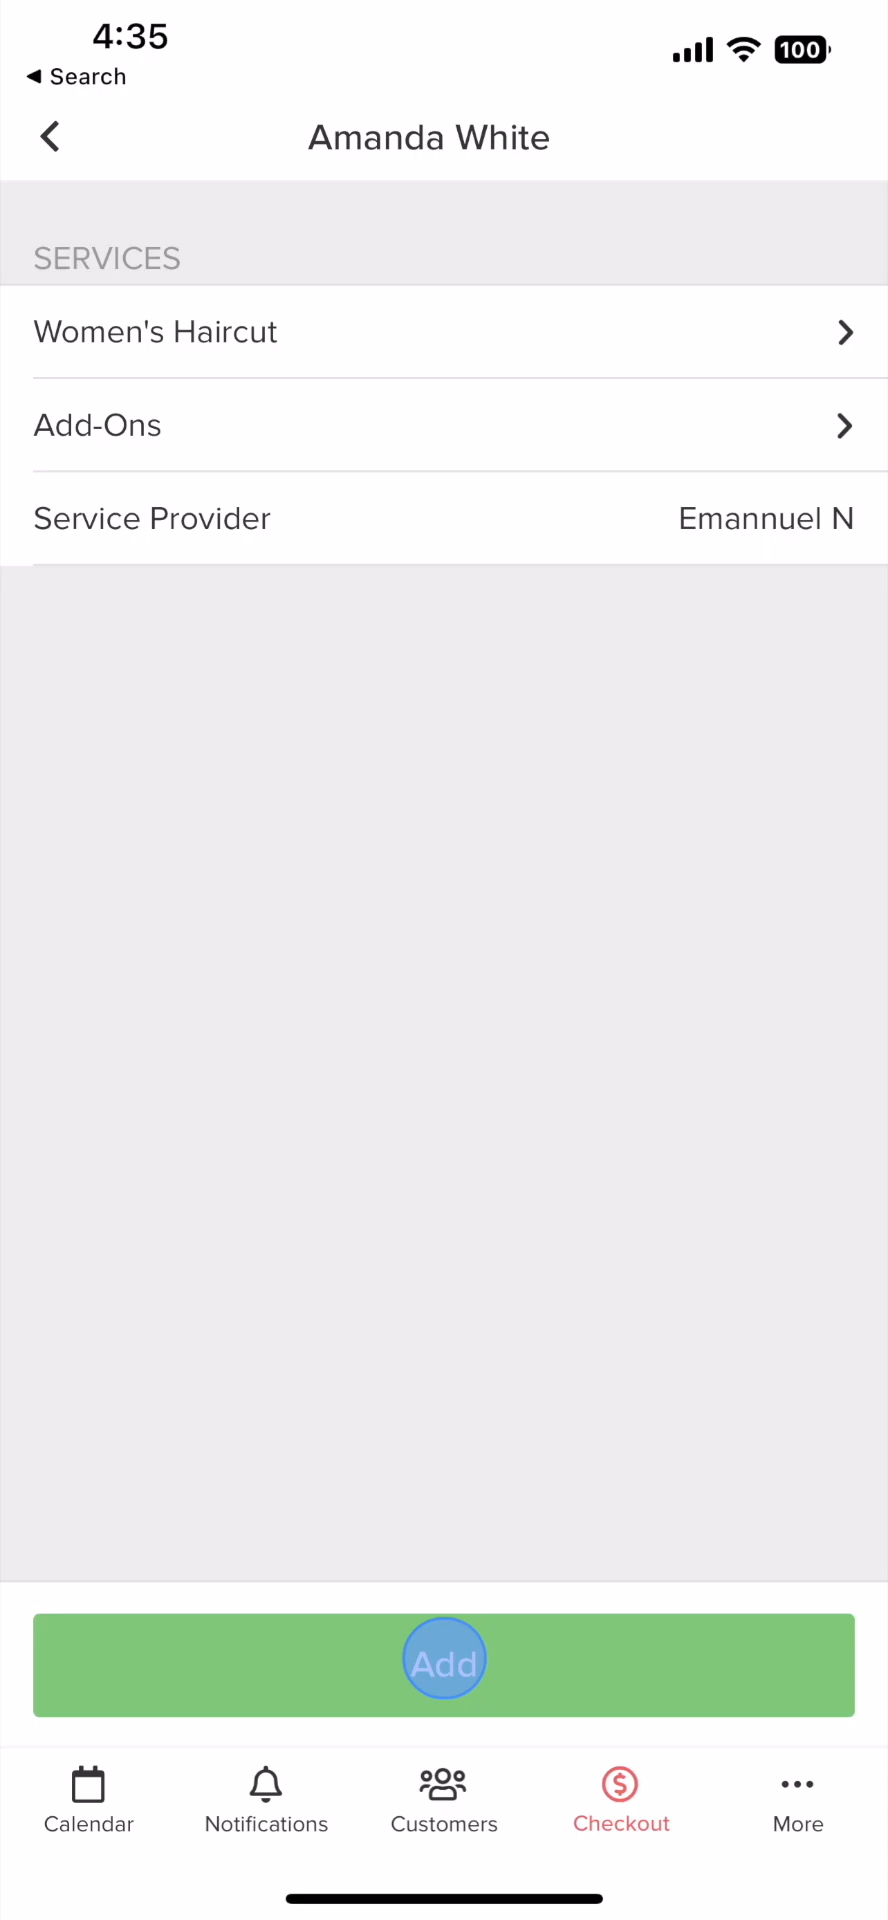 4:35
100
◀ Search
Amanda White
SERVICES
Women's Haircut
Add-Ons
Service Provider
Emannuel N
Add
Calendar
Notifications
Customers
Checkout
More